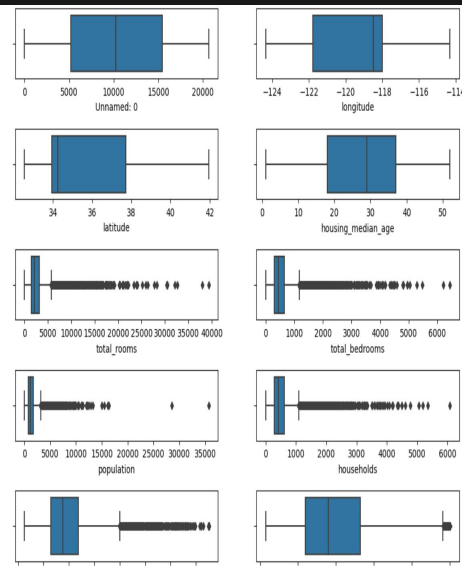 0 5000 10000 15000 20000
Unnamed: 0
−124 −122 −120 −118 −116 −114
longitude
34 36 38 40 42
latitude
0 10 20 30 40 50
housing_median_age
0 5000 10000 15000 20000 25000 30000 35000 40000
total_rooms
0 1000 2000 3000 4000 5000 6000
total_bedrooms
0 5000 10000 15000 20000 25000 30000 35000
population
0 1000 2000 3000 4000 5000 6000
households